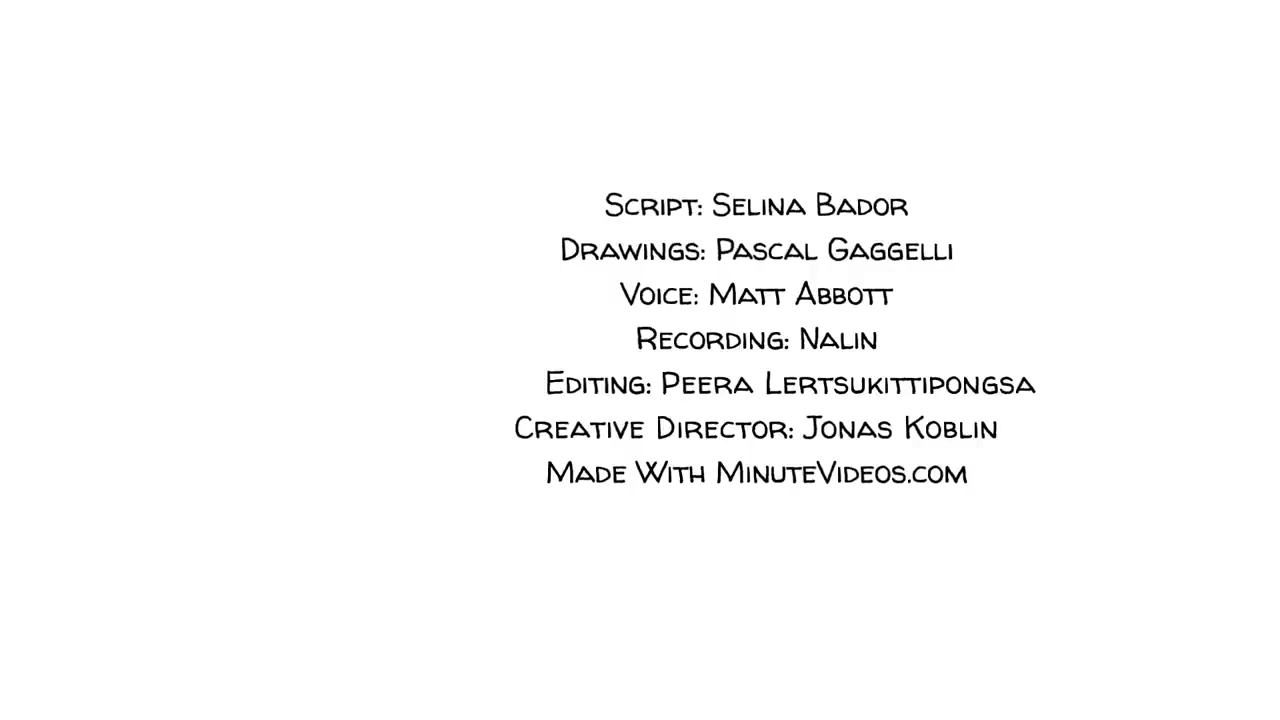 Script: Selina Bador
Drawings: Pascal Gaggelli
Voice: Matt Abbott
Recording: Nalin
Editing: Peera Lertsukittipongsa
Creative Director: Jonas Koblin
Made With MinuteVideos.com